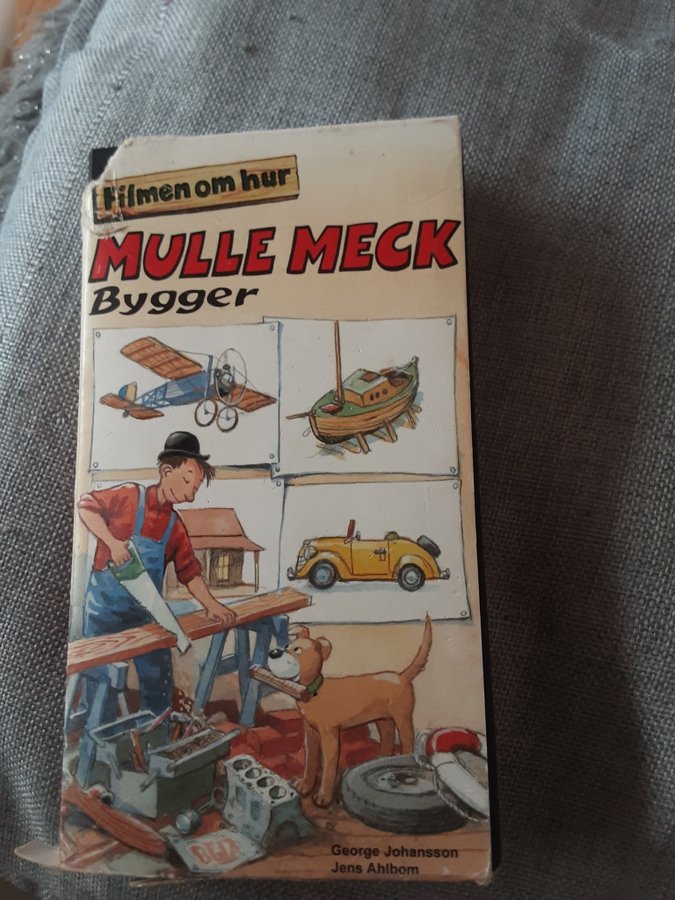 Filmen om hur
MULLE MECK
Bygger
George Johansson
Jens Ahlbom